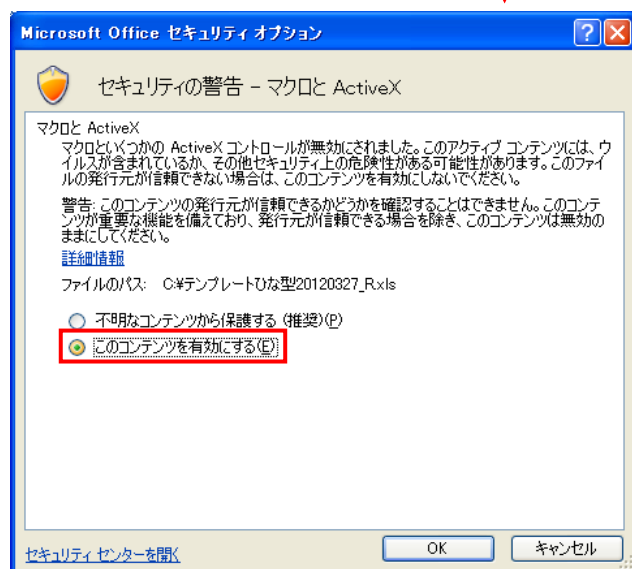 Microsoft Office セキュリティ オプション
セキュリティの警告 - マクロと ActiveX
マクロと ActiveX
マクロといくつかの ActiveX コントロールが無効にされました。このアクティブ コンテンツには、ウ
イルスが含まれているか、その他セキュリティ上の危険性がある可能性があります。このファイ
ルの発行元が信頼できない場合は、このコンテンツを有効にしないでください。
警告: このコンテンツの発行元が信頼できるかどうかを確認することはできません。このコンテ
ンツが重要な機能を備えており、発行元が信頼できる場合を除き、このコンテンツは無効の
ままにしてください。
詳細情報
ファイルのパス: C:¥テンプレートひな型20120327_R.xls
不明なコンテンツから保護する (推奨)(P)
このコンテンツを有効にする(E)
セキュリティ センターを開く
OK
キャンセル